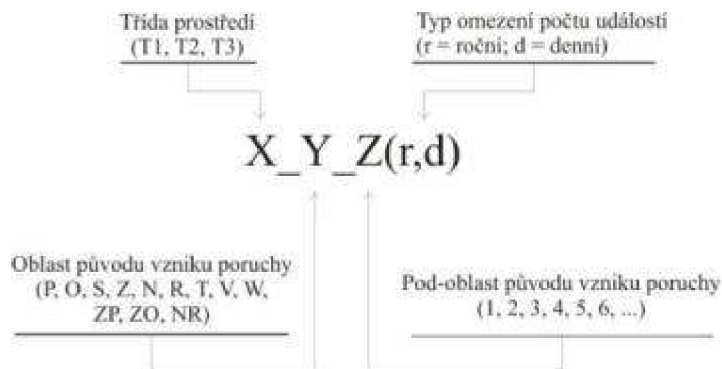 Třída prostředí
(T1, T2, T3)
Typ omezení počtu událostí
(r = roční; d = denní)
X_Y_Z(r,d)
Oblast původu vzniku poruchy
(P, O, S, Z, N, R, T, V, W,
ZP, ZO, NR)
Pod-oblast původu vzniku poruchy
(1, 2, 3, 4, 5, 6, ...)